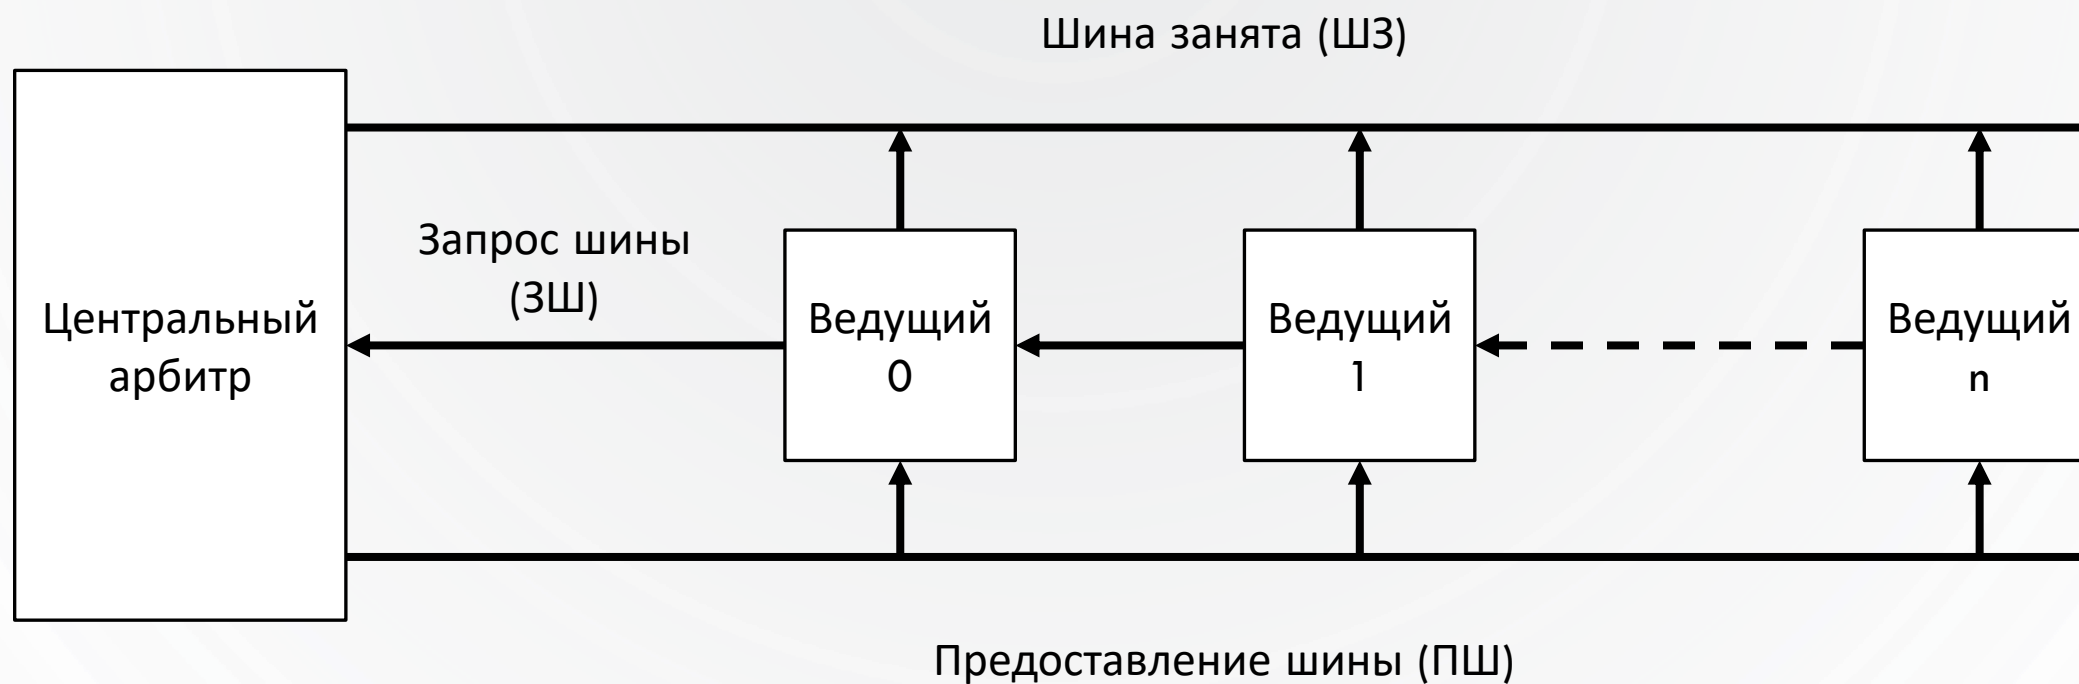 Шина занята (ШЗ)
Запрос шины
(ЗШ)
Центральный
арбитр
Ведущий
0
Ведущий
1
Ведущий
n
Предоставление шины (ПШ)